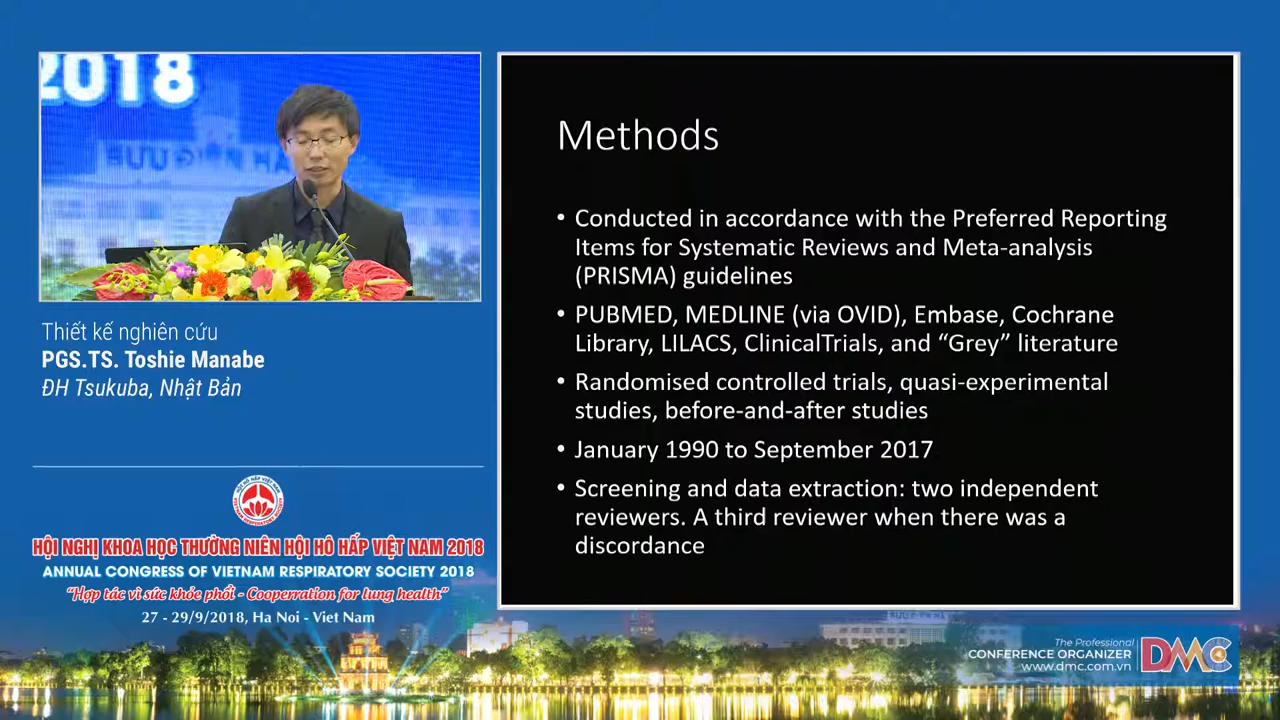 2018
Thiết kế nghiên cứu
PGS.TS. Toshie Manabe
ĐH Tsukuba, Nhật Bản
HỘI NGHỊ KHOA HỌC THƯỜNG NIÊN HỘI HÔ HẤP VIỆT NAM 2018
ANNUAL CONGRESS OF VIETNAM RESPIRATORY SOCIETY 2018
“Hợp tác vì sức khỏe phổi - Cooperration for lung health”
27 - 29/9/2018, Ha Noi - Viet Nam
Methods
• Conducted in accordance with the Preferred Reporting
Items for Systematic Reviews and Meta-analysis
(PRISMA) guidelines
• PUBMED, MEDLINE (via OVID), Embase, Cochrane
Library, LILACS, ClinicalTrials, and “Grey” literature
• Randomised controlled trials, quasi-experimental
studies, before-and-after studies
• January 1990 to September 2017
• Screening and data extraction: two independent
reviewers. A third reviewer when there was a
discordance
The Professional
CONFERENCE ORGANIZER
www.dmc.com.vn
DMC